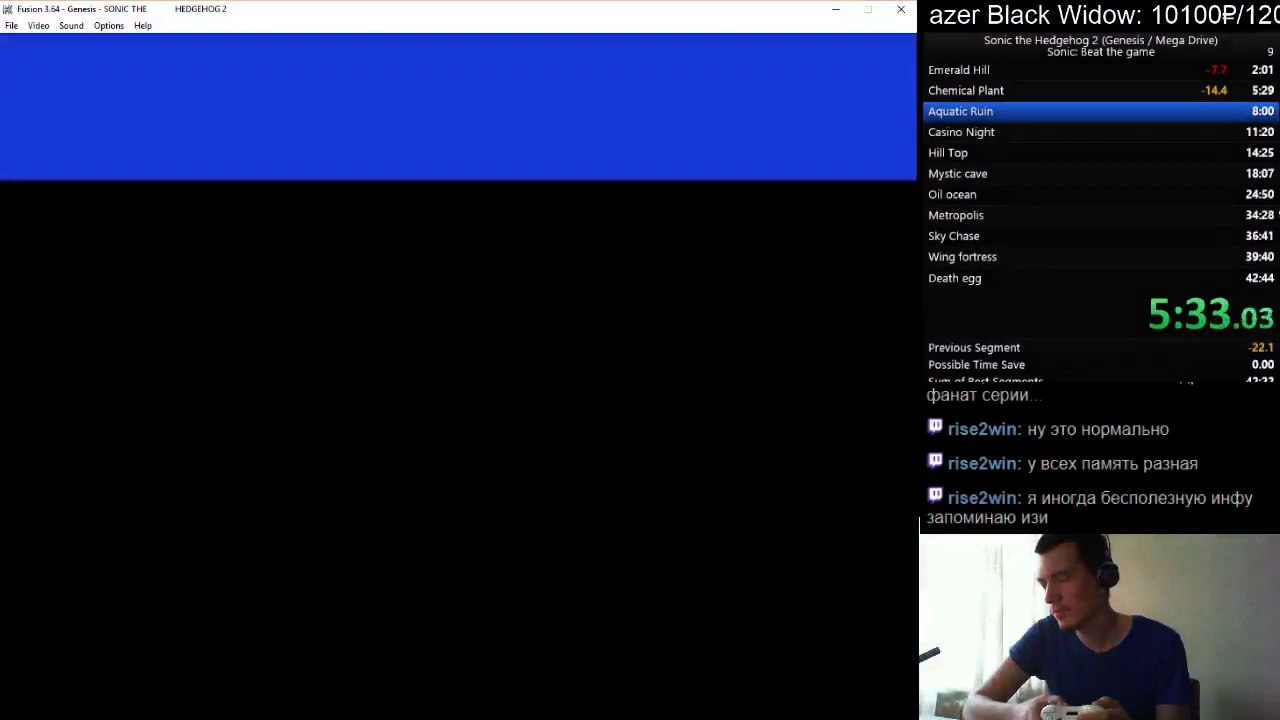 Fusion 3.64 - Genesis - SONIC THE HEDGEHOG 2
File Video Sound Options Help
azer Black Widow: 10100₽/120
Sonic the Hedgehog 2 (Genesis / Mega Drive)
Sonic: Beat the game 9
Emerald Hill -7.7 2:01
Chemical Plant -14.4 5:29
Aquatic Ruin 8:00
Casino Night 11:20
Hill Top 14:25
Mystic cave 18:07
Oil ocean 24:50
Metropolis 34:28
Sky Chase 36:41
Wing fortress 39:40
Death egg 42:44
5:33.03
Previous Segment -22.1
Possible Time Save 0.00
Sum of Best Segments
фанат серии...
rise2win: ну это нормально
rise2win: у всех память разная
rise2win: я иногда бесполезную инфу
запоминаю изи